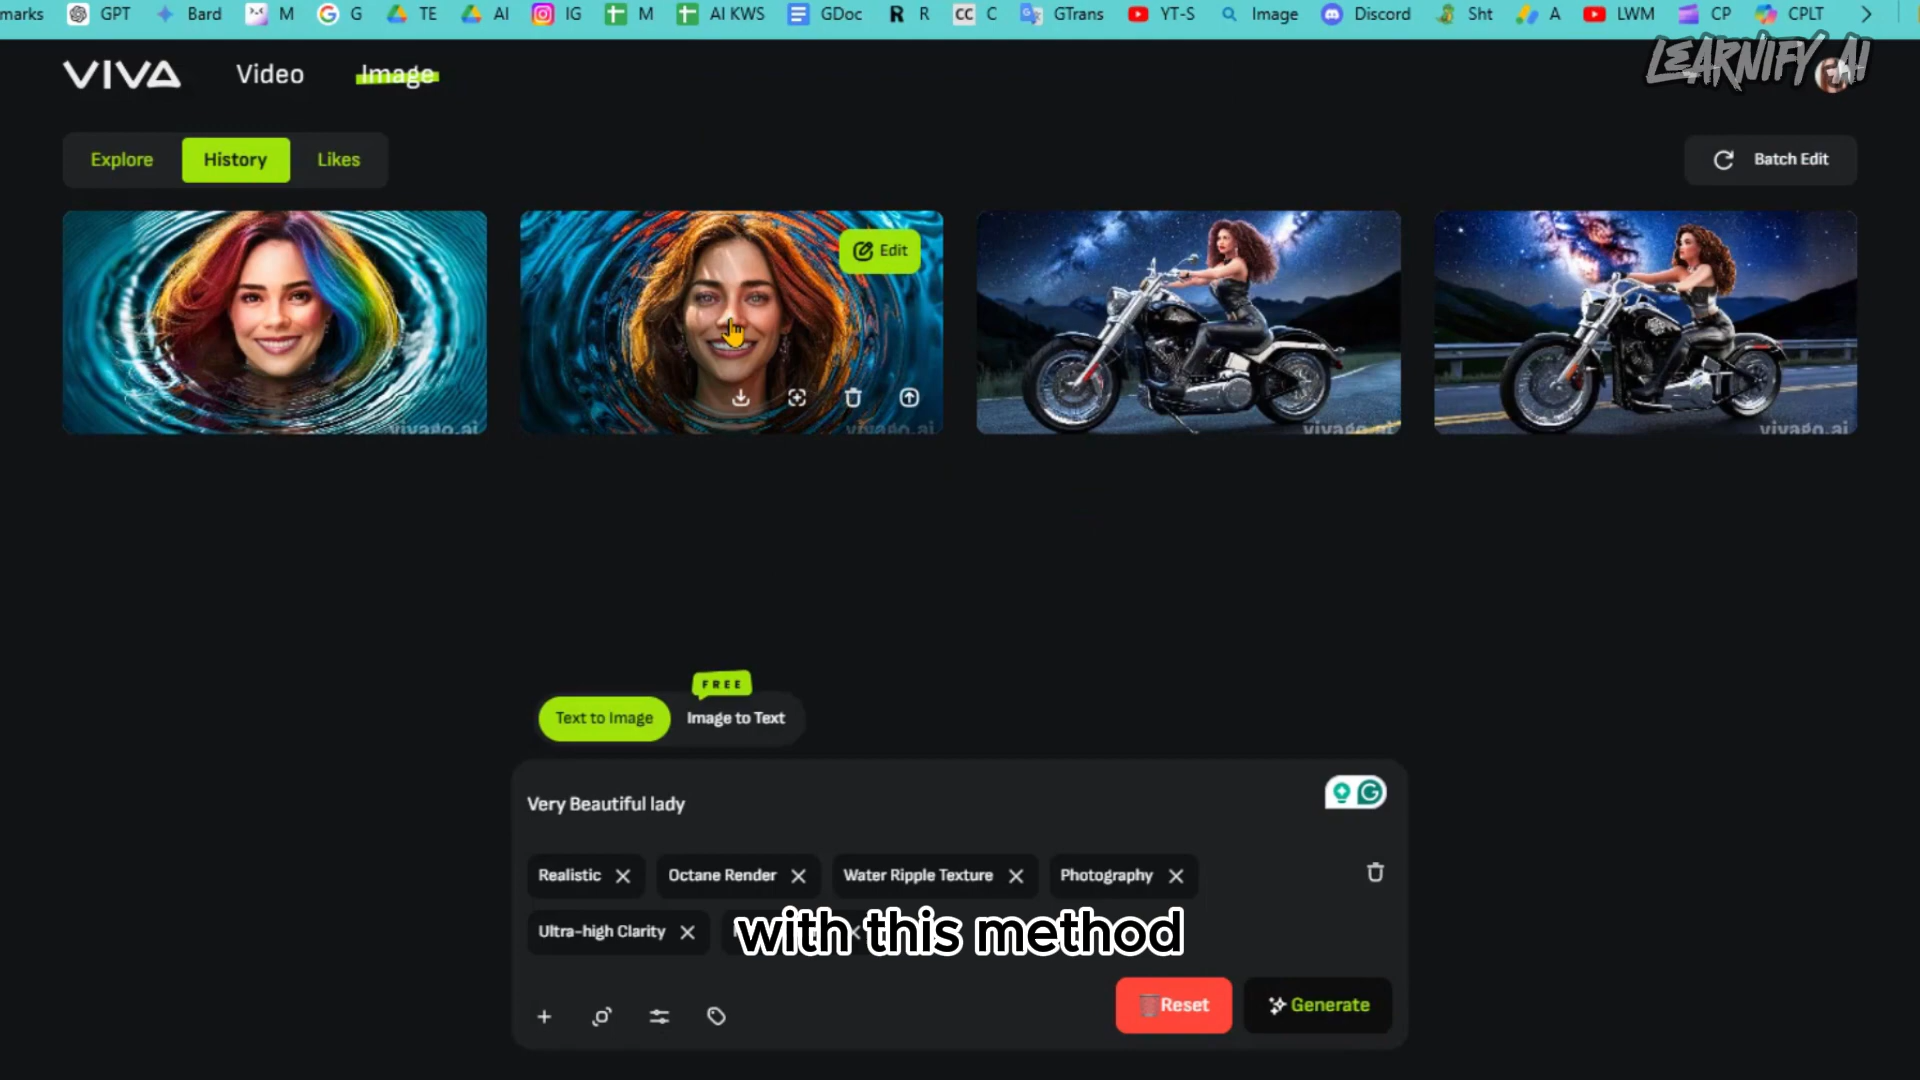 marks GPT Bard M G TE AI IG M AI KWS GDoc R R CC C GTrans YT-S Image Discord Sht A LWM CP CPLT
VIVA Video Image
LEARNIFY AI
Explore History Likes
Batch Edit
Edit
vivago.ai vivago.ai vivago.ai vivago.ai
FREE
Text to Image Image to Text
Very Beautiful lady
Realistic Octane Render Water Ripple Texture Photography
Ultra-high Clarity
with this method
Reset Generate